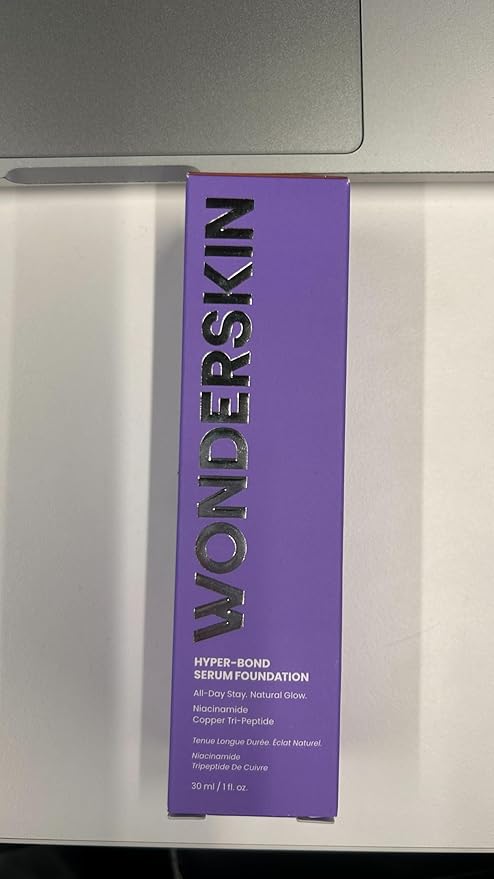 WONDERSKIN
HYPER-BOND
SERUM FOUNDATION
All-Day Stay. Natural Glow.
Niacinamide
Copper Tri-Peptide
Tenue Longue Durée. Éclat Naturel.
Niacinamide
Tripeptide De Cuivre
30 ml / 1 fl. oz.